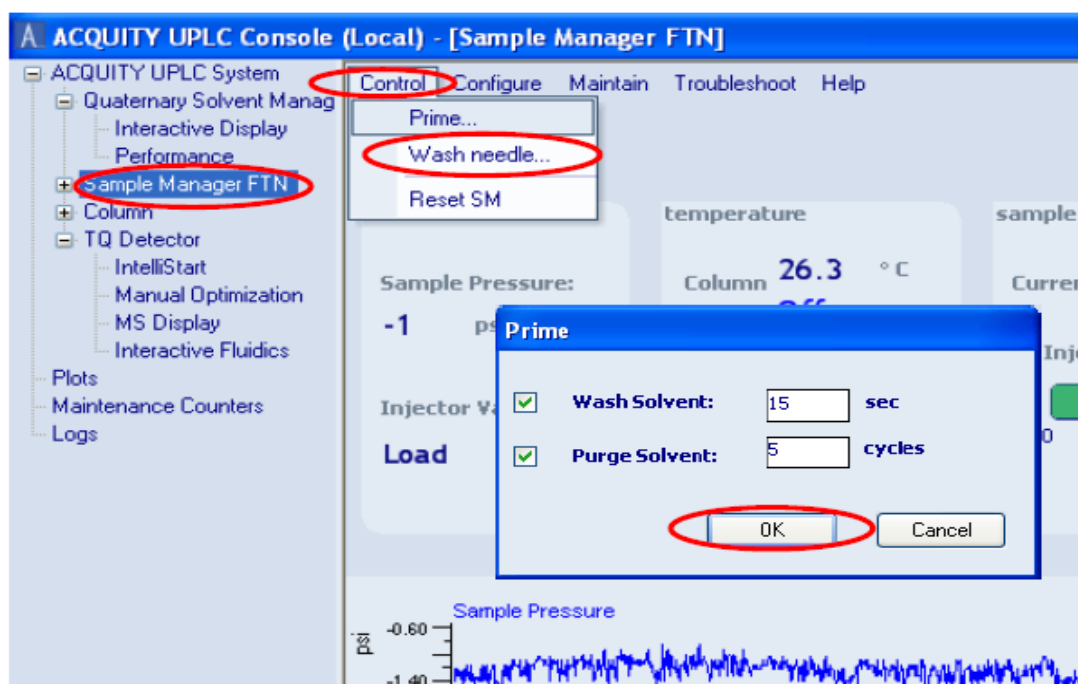 ACQUITY UPLC Console (Local) - [Sample Manager FTN]
ACQUITY UPLC System
Quaternary Solvent Manag
Interactive Display
Performance
Sample Manager FTN
Column
TQ Detector
IntelliStart
Manual Optimization
MS Display
Interactive Fluidics
Plots
Maintenance Counters
Logs
Control Configure Maintain Troubleshoot Help
Prime...
Wash needle...
Reset SM
temperature
sample
Sample Pressure:
-1
Column 26.3 °C
Injector
Load
Prime
Wash Solvent: 15 sec
Purge Solvent: 5 cycles
OK Cancel
Sample Pressure
psi
-0.60
-1.40